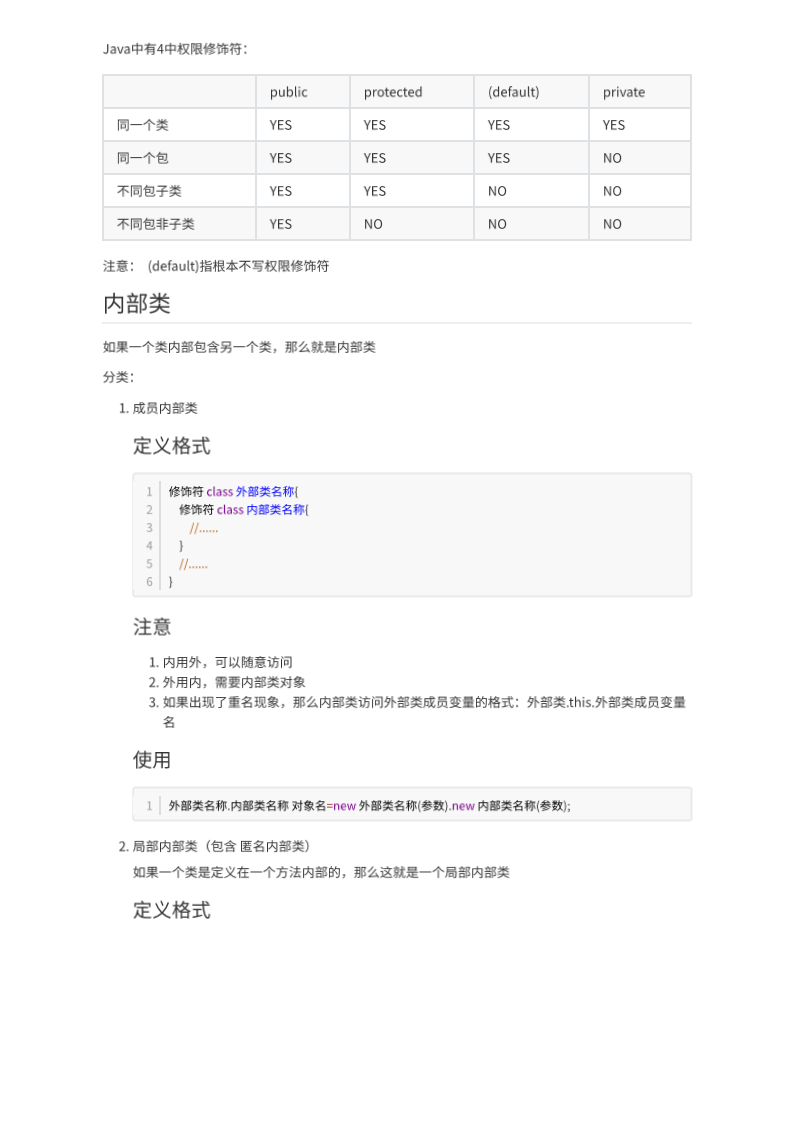 Java中有4中权限修饰符：
public protected (default) private
同一个类 YES YES YES YES
同一个包 YES YES YES NO
不同包子类 YES YES NO NO
不同包非子类 YES NO NO NO
注意： (default)指根本不写权限修饰符
内部类
如果一个类内部包含另一个类，那么就是内部类
分类：
1. 成员内部类
定义格式
1 修饰符 class 外部类名称{
2 修饰符 class 内部类名称{
3 //......
4 }
5 //......
6 }
注意
1. 内用外，可以随意访问
2. 外用内，需要内部类对象
3. 如果出现了重名现象，那么内部类访问外部类成员变量的格式：外部类.this.外部类成员变量
名
使用
1 外部类名称.内部类名称 对象名=new 外部类名称(参数).new 内部类名称(参数);
2. 局部内部类（包含 匿名内部类）
如果一个类是定义在一个方法内部的，那么这就是一个局部内部类
定义格式